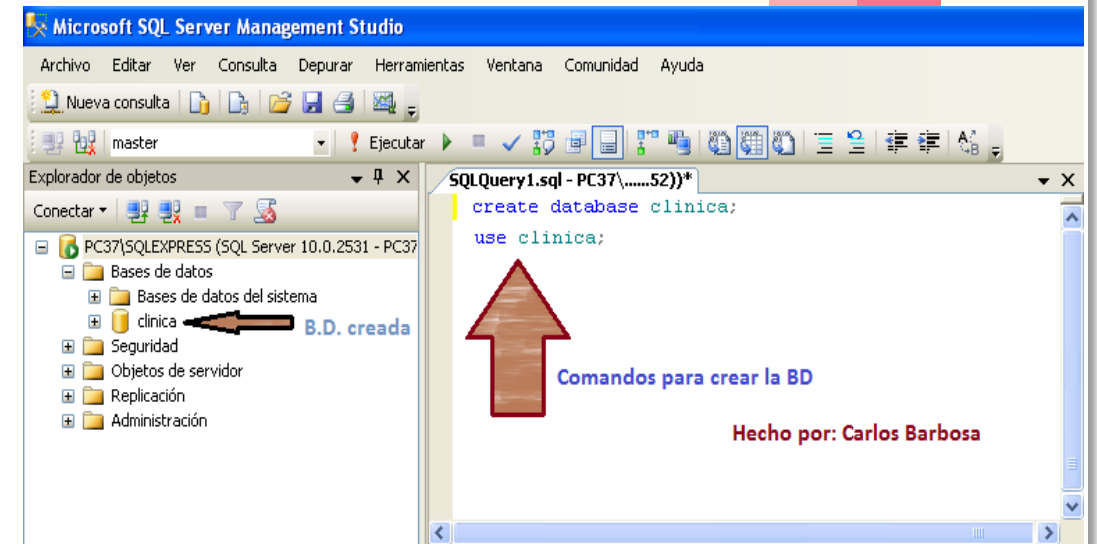 Microsoft SQL Server Management Studio
Archivo Editar Ver Consulta Depurar Herramientas Ventana Comunidad Ayuda
Nueva consulta
master Ejecutar
Explorador de objetos
SQLQuery1.sql - PC37\......52))*
Conectar
create database clinica;
use clinica;
PC37\SQLEXPRESS (SQL Server 10.0.2531 - PC37
Bases de datos
Bases de datos del sistema
clinica
B.D. creada
Seguridad
Objetos de servidor
Replicación
Administración
Comandos para crear la BD
Hecho por: Carlos Barbosa